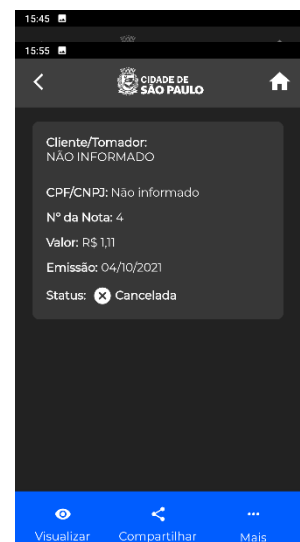 15:45
15:55
CIDADE DE
SÃO PAULO
Cliente/Tomador:
NÃO INFORMADO
CPF/CNPJ: Não informado
Nº da Nota: 4
Valor: R$ 1,11
Emissão: 04/10/2021
Status: Cancelada
Visualizar Compartilhar Mais